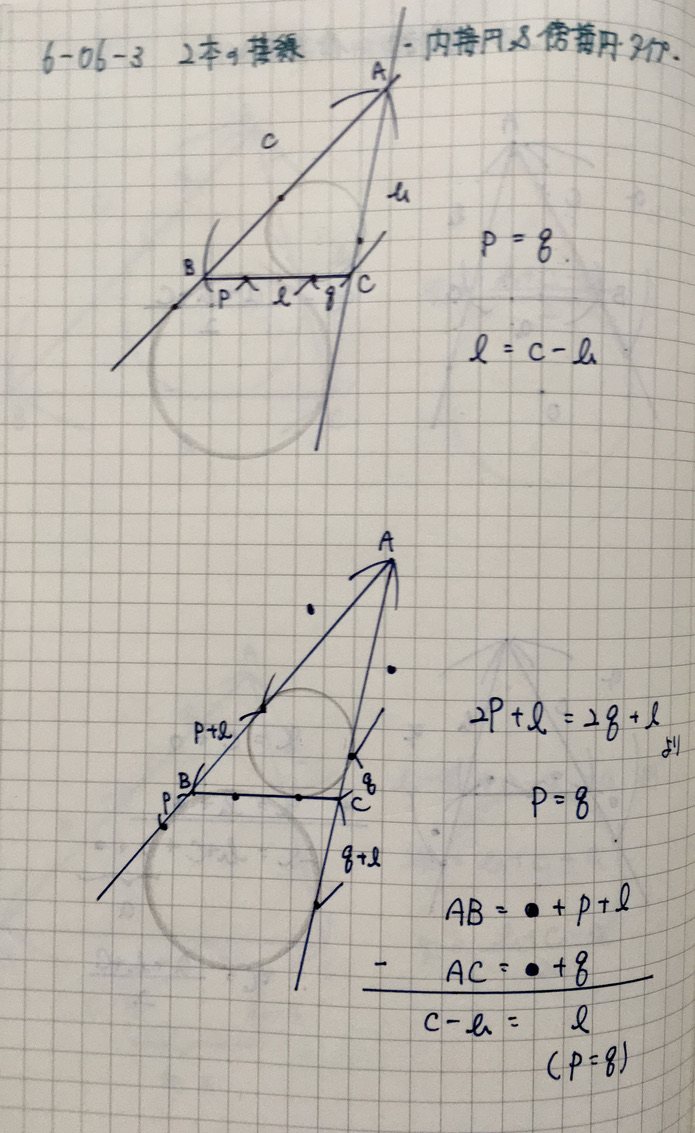 6-06-3 2本の接線 - 内接円&傍接円タイプ.
A
c
b
B
p l q C
p = q.
l = c - b
A
p+l
B
p
q
C
q+l
2p+l = 2q+l
より
p = q
AB = ● + p + l
- AC = ● + q
c - b = l
(p = q)